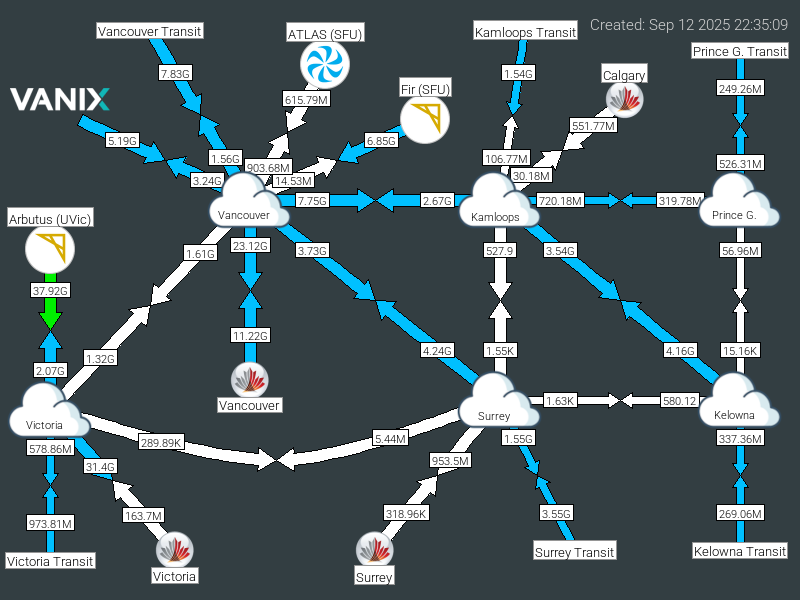 Created: Sep 12 2025 22:35:09
Vancouver Transit
ATLAS (SFU)
Kamloops Transit
Prince G. Transit
7.83G
1.54G
Calgary
249.26M
VANIX
615.79M
Fir (SFU)
551.77M
5.19G
6.85G
1.56G
903.68M
106.77M
526.31M
3.24G
14.53M
30.18M
7.75G
2.67G
720.18M
319.78M
Vancouver
Kamloops
Prince G.
Arbutus (UVic)
1.61G
23.12G
3.73G
527.9
3.54G
56.96M
37.92G
11.22G
1.32G
4.24G
1.55K
4.16G
15.16K
2.07G
Vancouver
1.63K
580.12
Victoria
Surrey
Kelowna
578.86M
289.89K
5.44M
1.55G
337.36M
31.4G
953.5M
973.81M
163.7M
318.96K
3.55G
269.06M
Victoria Transit
Victoria
Surrey
Surrey Transit
Kelowna Transit